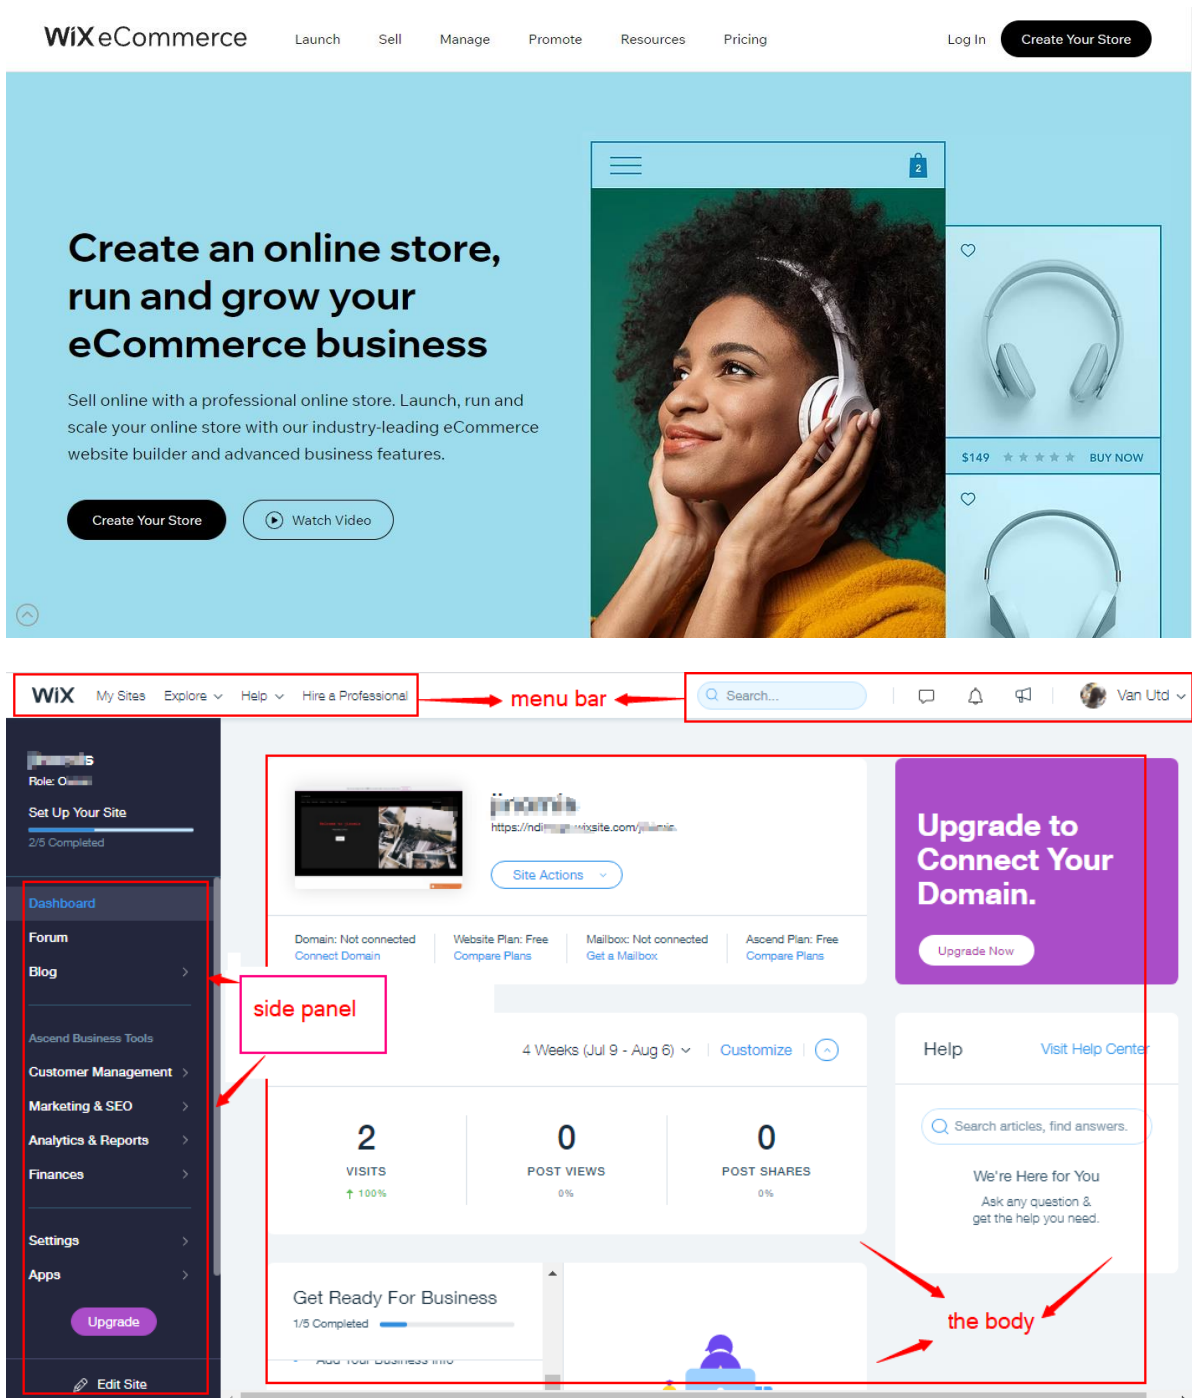 WiX eCommerce
Launch Sell Manage Promote Resources Pricing
Log In Create Your Store
2
Create an online store,
run and grow your
eCommerce business
Sell online with a professional online store. Launch, run and
scale your online store with our industry-leading eCommerce
website builder and advanced business features.
Create Your Store Watch Video
$149 ★ ★ ★ ★ ★ BUY NOW
WiX My Sites Explore Help Hire a Professional
menu bar
Search...
Van Utd
Role:
Set Up Your Site
2/5 Completed
Dashboard
Forum
Blog
Ascend Business Tools
Customer Management
Marketing & SEO
Analytics & Reports
Finances
Settings
Apps
Upgrade
Edit Site
side panel
jinomis
Site Actions
Domain: Not connected
Connect Domain
Website Plan: Free
Compare Plans
Mailbox: Not connected
Get a Mailbox
Ascend Plan: Free
Compare Plans
Upgrade to
Connect Your
Domain.
Upgrade Now
4 Weeks (Jul 9 - Aug 6) Customize
2
VISITS
↑ 100%
0
POST VIEWS
0%
0
POST SHARES
0%
Help Visit Help Center
Search articles, find answers.
We're Here for You
Ask any question &
get the help you need.
Get Ready For Business
1/5 Completed
Add Your Business Info
the body